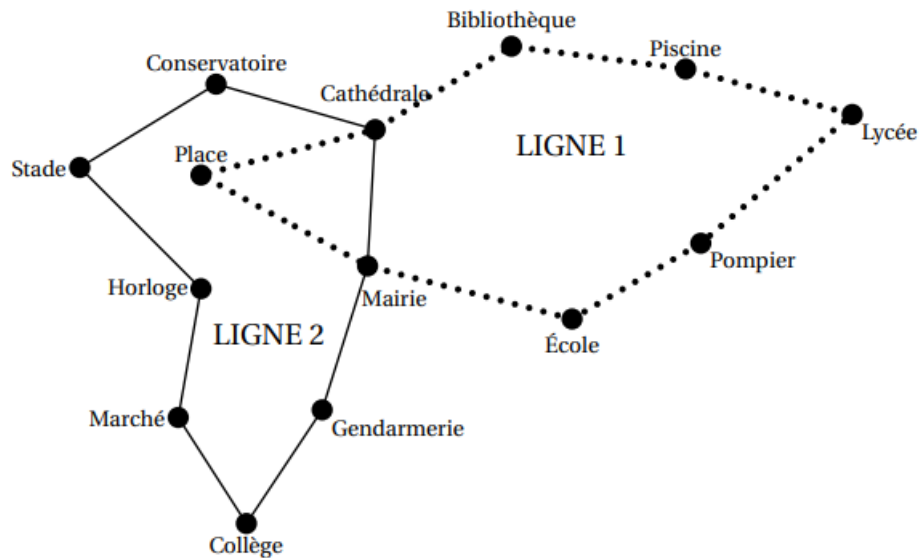 Bibliothèque
Piscine
Conservatoire
Cathédrale
Lycée
LIGNE 1
Place
Stade
Pompier
Horloge
Mairie
LIGNE 2
École
Marché
Gendarmerie
Collège